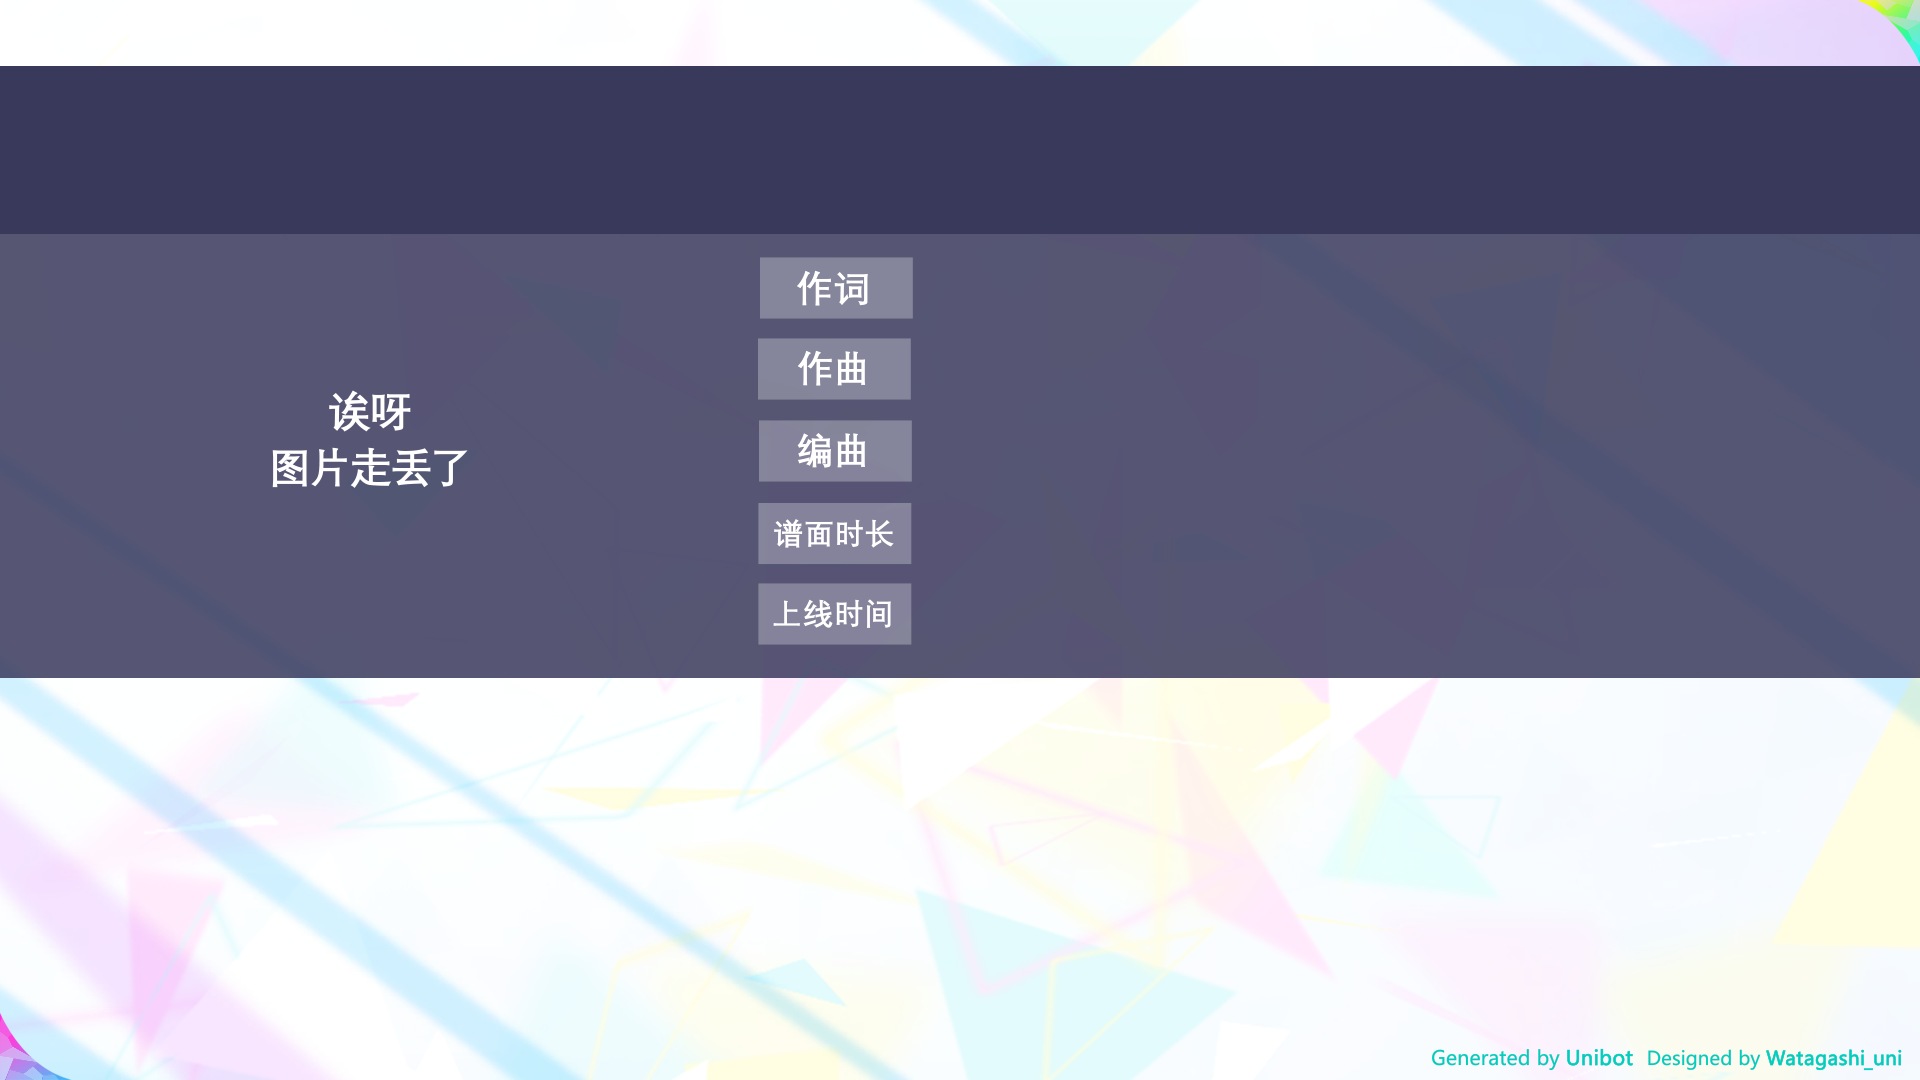 作词
作曲
诶呀
图片走丢了
编曲
谱面时长
上线时间
Generated by Unibot Designed by Watagashi_uni